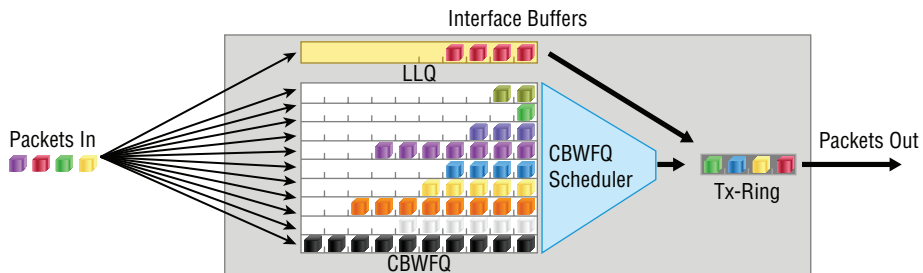 Interface Buffers
LLQ
Packets In
CBWFQ
Scheduler
Packets Out
Tx-Ring
CBWFQ